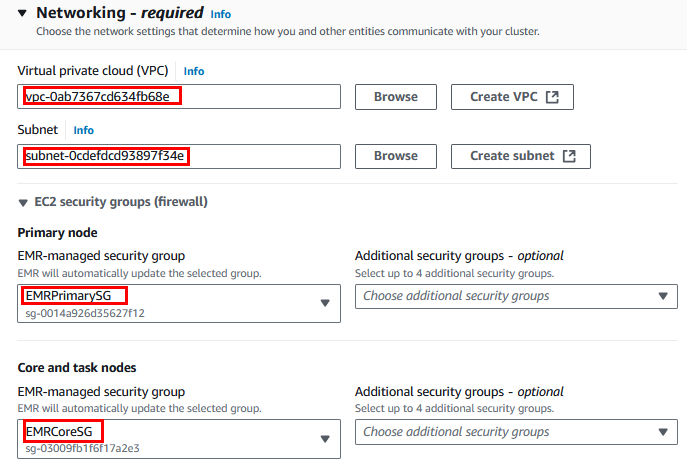 Networking - required Info
Choose the network settings that determine how you and other entities communicate with your cluster.
Virtual private cloud (VPC) Info
vpc-0ab7367cd634fb68e Browse Create VPC
Subnet Info
subnet-0cdefdcd93897f34e Browse Create subnet
EC2 security groups (firewall)
Primary node
EMR-managed security group Additional security groups - optional
EMR will automatically update the selected group. Select up to 4 additional security groups.
EMRPrimarySG Choose additional security groups
sg-0014a926d35627f12
Core and task nodes
EMR-managed security group Additional security groups - optional
EMR will automatically update the selected group. Select up to 4 additional security groups.
EMRCoreSG Choose additional security groups
sg-03009fb1f6f17a2e3